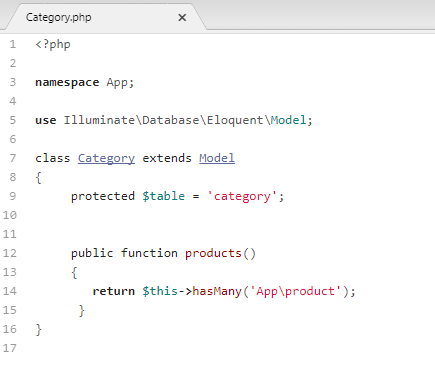 Category.php ×
1 <?php
2
3 namespace App;
4
5 use Illuminate\Database\Eloquent\Model;
6
7 class Category extends Model
8 {
9     protected $table = 'category';
10
11
12     public function products()
13     {
14        return $this->hasMany('App\product');
15      }
16 }
17